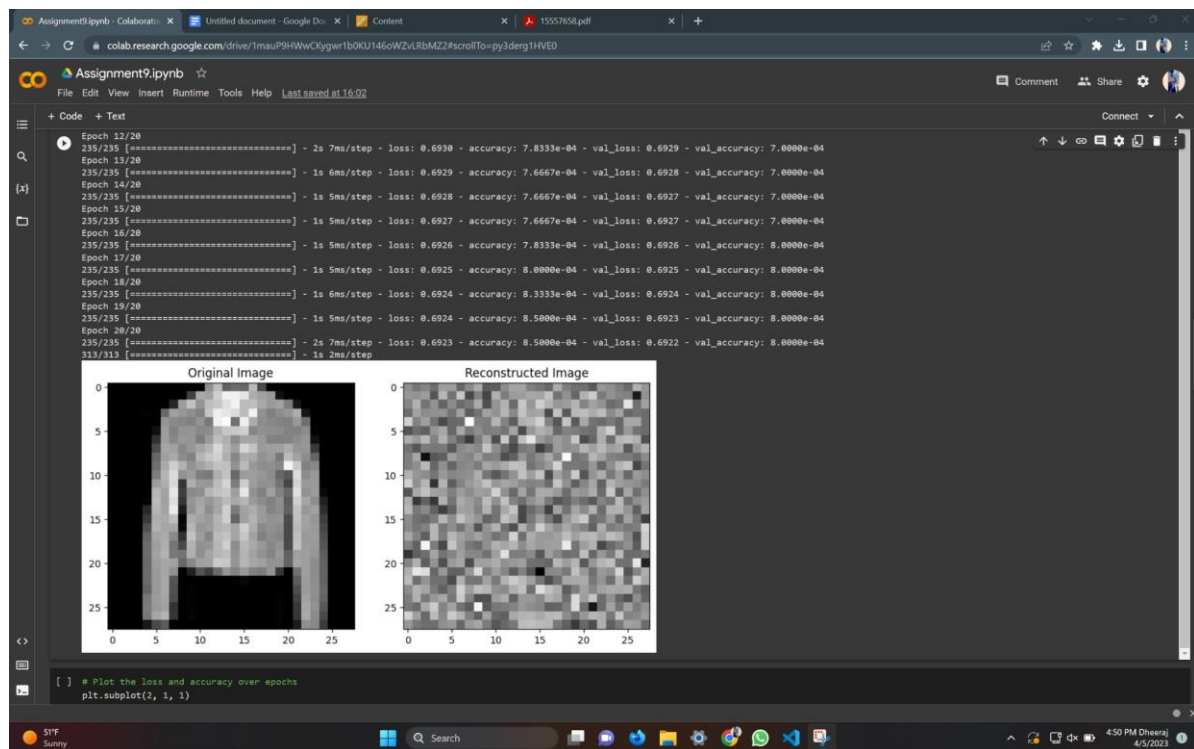 Assignment9.ipynb - Colaborato
Untitled document - Google Doc
Content
15557658.pdf
colab.research.google.com/drive/1mauP9HWwCKygwr1b0KU146oWZvLRbMZ2#scrollTo=py3derg1HVE0
Assignment9.ipynb
Comment Share
File Edit View Insert Runtime Tools Help Last saved at 16:02
+ Code + Text Connect
Epoch 12/20
235/235 [==============================] - 2s 7ms/step - loss: 0.6930 - accuracy: 7.8333e-04 - val_loss: 0.6929 - val_accuracy: 7.0000e-04
Epoch 13/20
235/235 [==============================] - 1s 6ms/step - loss: 0.6929 - accuracy: 7.6667e-04 - val_loss: 0.6928 - val_accuracy: 7.0000e-04
Epoch 14/20
235/235 [==============================] - 1s 5ms/step - loss: 0.6928 - accuracy: 7.6667e-04 - val_loss: 0.6927 - val_accuracy: 7.0000e-04
Epoch 15/20
235/235 [==============================] - 1s 5ms/step - loss: 0.6927 - accuracy: 7.6667e-04 - val_loss: 0.6927 - val_accuracy: 7.0000e-04
Epoch 16/20
235/235 [==============================] - 1s 5ms/step - loss: 0.6926 - accuracy: 7.8333e-04 - val_loss: 0.6926 - val_accuracy: 8.0000e-04
Epoch 17/20
235/235 [==============================] - 1s 5ms/step - loss: 0.6925 - accuracy: 8.0000e-04 - val_loss: 0.6925 - val_accuracy: 8.0000e-04
Epoch 18/20
235/235 [==============================] - 1s 6ms/step - loss: 0.6924 - accuracy: 8.3333e-04 - val_loss: 0.6924 - val_accuracy: 8.0000e-04
Epoch 19/20
235/235 [==============================] - 1s 5ms/step - loss: 0.6924 - accuracy: 8.5000e-04 - val_loss: 0.6923 - val_accuracy: 8.0000e-04
Epoch 20/20
235/235 [==============================] - 2s 7ms/step - loss: 0.6923 - accuracy: 8.5000e-04 - val_loss: 0.6922 - val_accuracy: 8.0000e-04
313/313 [==============================] - 1s 2ms/step
Original Image Reconstructed Image
0 0
5 5
10 10
15 15
20 20
25 25
0 5 10 15 20 25 0 5 10 15 20 25
[ ] # Plot the loss and accuracy over epochs
plt.subplot(2, 1, 1)
51°F
Sunny
Search
4:50 PM Dheeraj
4/5/2023